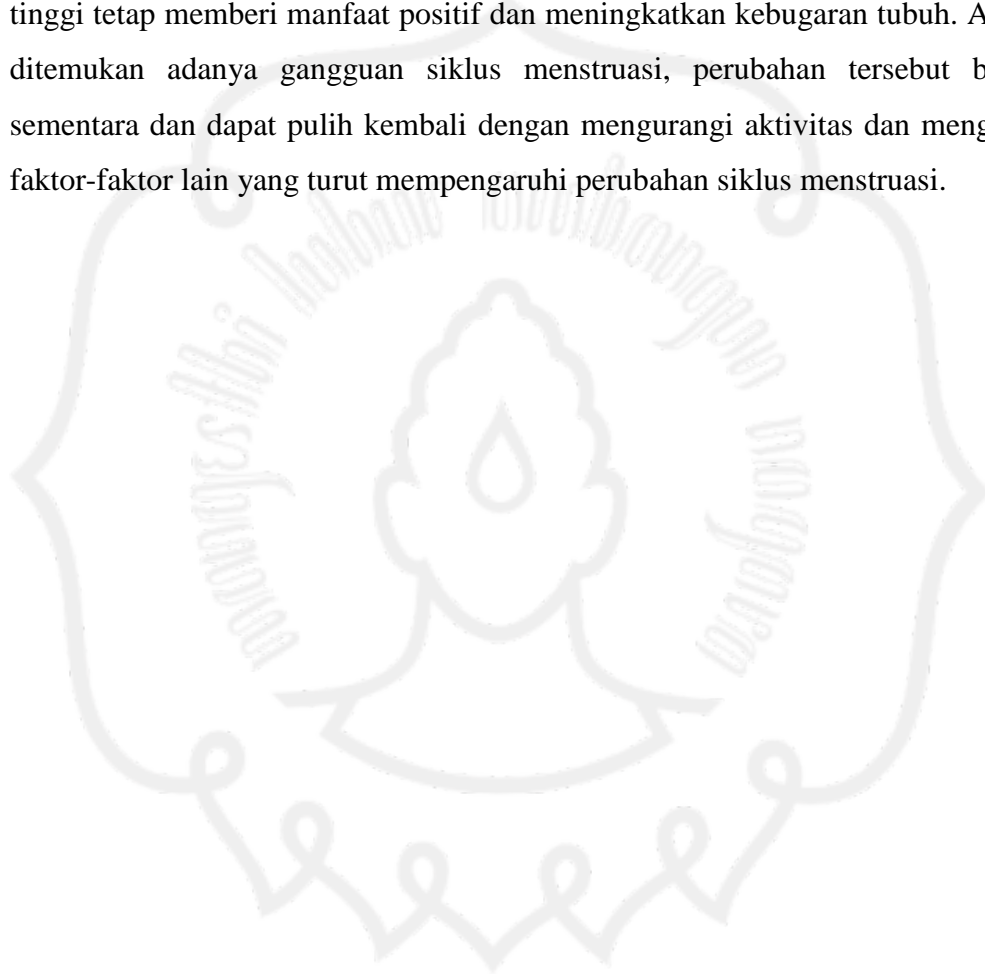 tinggi tetap memberi manfaat positif dan meningkatkan kebugaran tubuh. A
ditemukan adanya gangguan siklus menstruasi, perubahan tersebut b
sementara dan dapat pulih kembali dengan mengurangi aktivitas dan meng
faktor-faktor lain yang turut mempengaruhi perubahan siklus menstruasi.